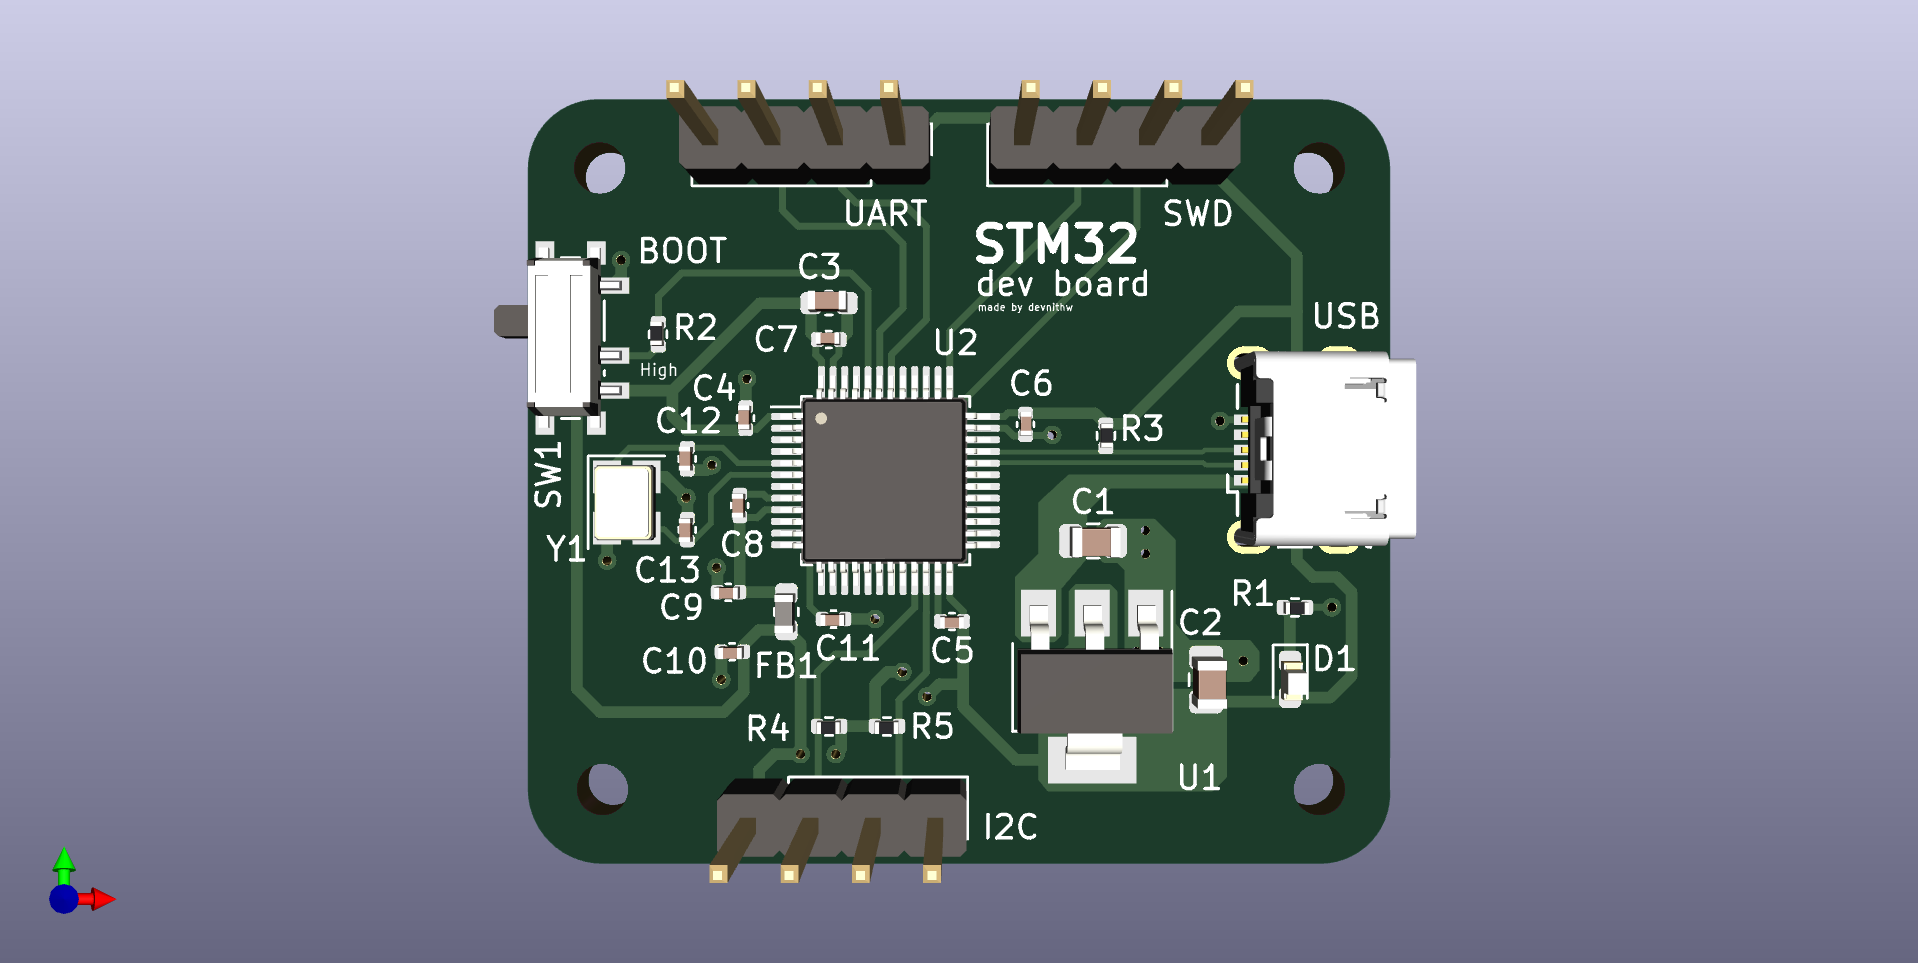 UART
SWD
STM32
dev board
made by devnithw
BOOT
C3
USB
R2
C7
U2
High
C4
C6
C12
R3
SW1
C1
Y1
C8
C13
C9
R1
C2
C11
C5
C10
FB1
D1
R4
R5
U1
I2C